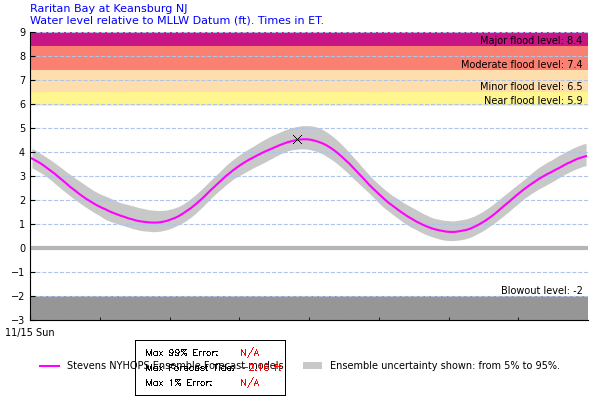 Raritan Bay at Keansburg NJ
Water level relative to MLLW Datum (ft). Times in ET.
9
Major flood level: 8.4
8
Moderate flood level: 7.4
7
Minor flood level: 6.5
Near flood level: 5.9
6
5
4
3
2
1
0
−1
Blowout level: -2
−2
−3
11/15 Sun
Max 99% Error: N/A
Stevens NYHOPS Ensemble Forecast models
Max Forecast Tide:
Ensemble uncertainty shown: from 5% to 95%.
Max 1% Error: N/A